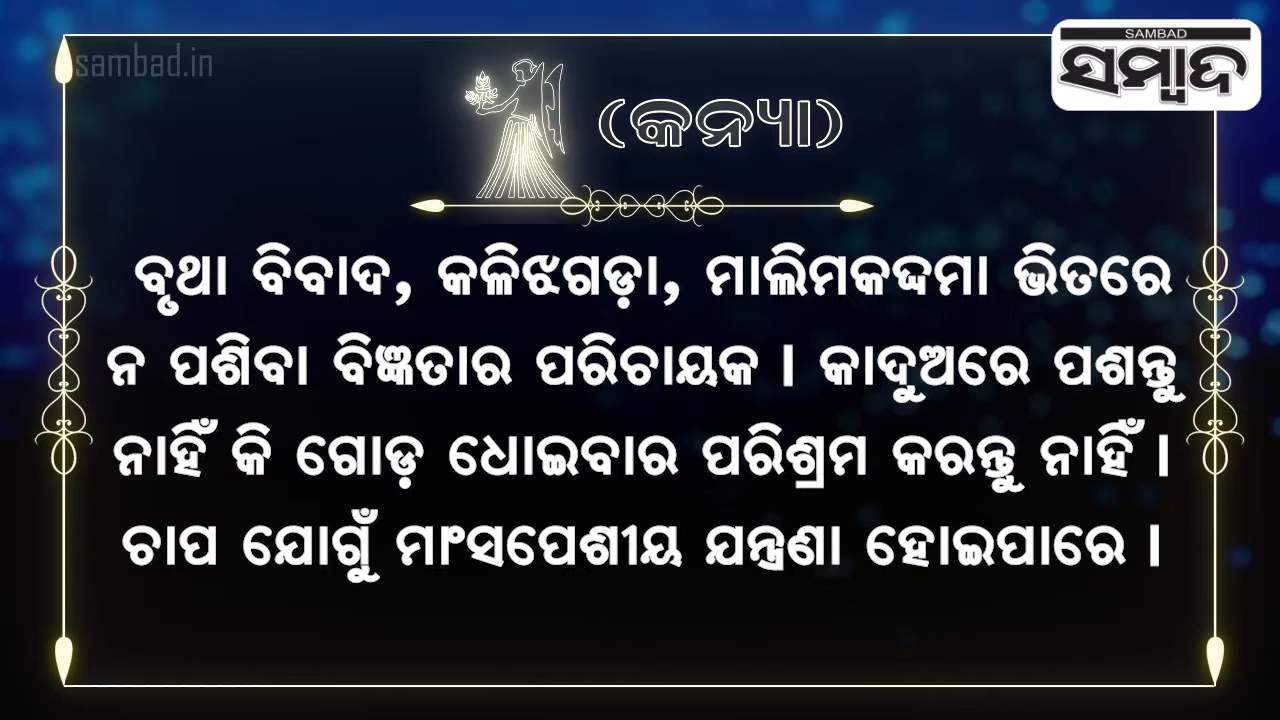 sambad.in
SAMBAD
ସମ୍ବାଦ
(କନ୍ୟା)
ବୃଥା ବିବାଦ, କଳିଝଗଡ଼ା, ମାଲିମକଦ୍ଦମା ଭିତରେ
ନ ପଶିବା ବିଜ୍ଞତାର ପରିଚାୟକ । କାଦୁଅରେ ପଶନ୍ତୁ
ନାହିଁ କି ଗୋଡ଼ ଧୋଇବାର ପରିଶ୍ରମ କରନ୍ତୁ ନାହିଁ ।
ଚାପ ଯୋଗୁଁ ମାଂସପେଶୀୟ ଯନ୍ତ୍ରଣା ହୋଇପାରେ ।